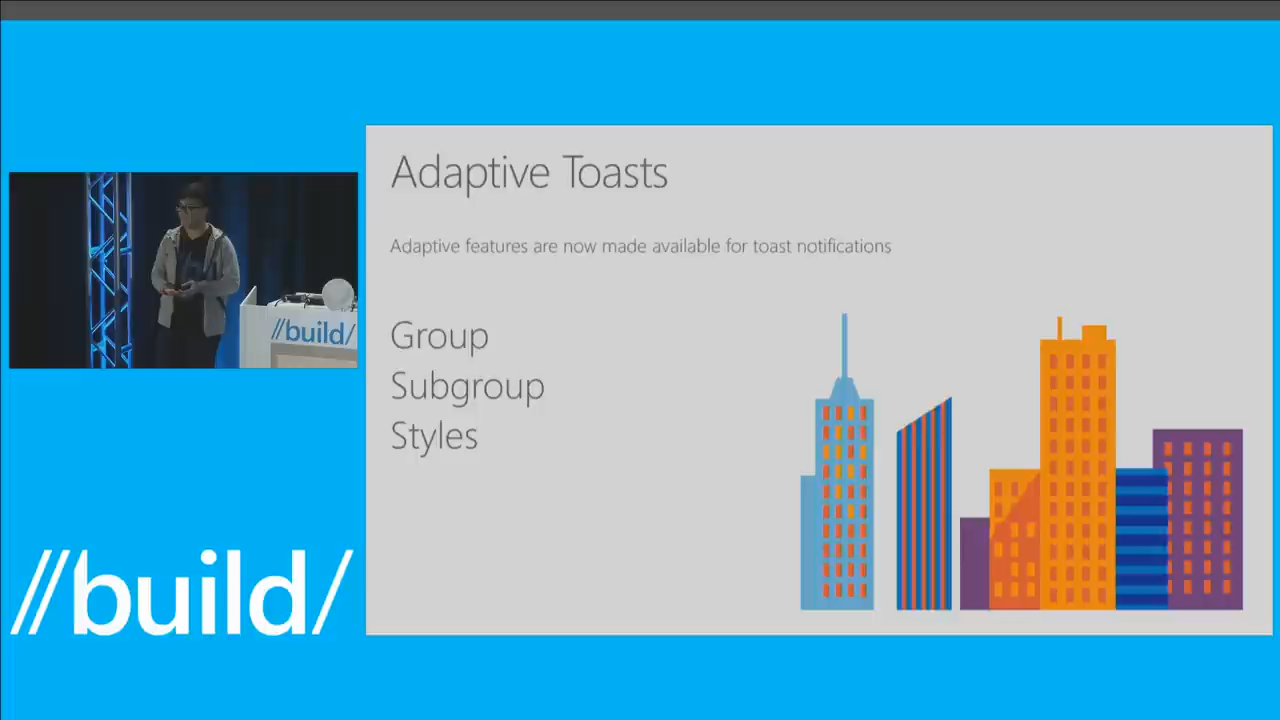 Adaptive Toasts
Adaptive features are now made available for toast notifications
Group
Subgroup
Styles
//build/
//build/